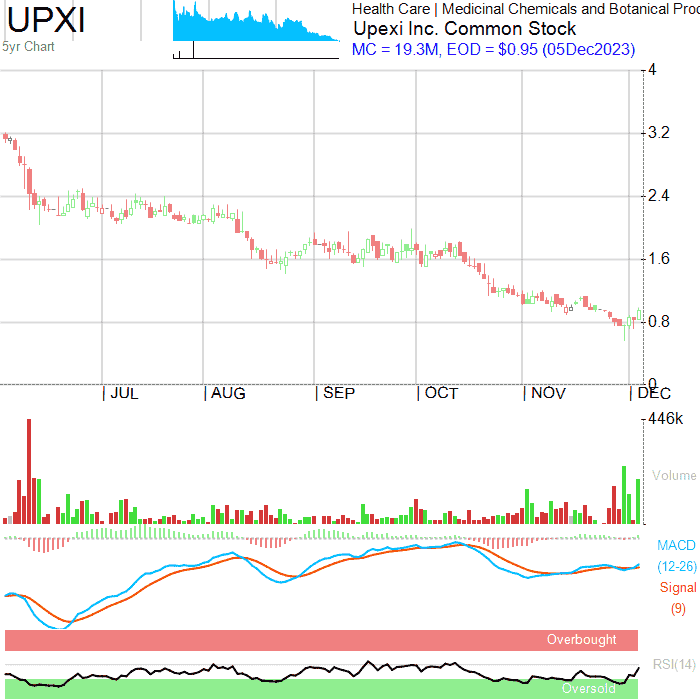 UPXI
5yr Chart
Health Care | Medicinal Chemicals and Botanical Proc
Upexi Inc. Common Stock
MC = 19.3M, EOD = $0.95 (05Dec2023)
4
3.2
2.4
1.6
0.8
0
| JUL | AUG | SEP | OCT | NOV | DEC
446k
Volume
MACD
(12-26)
Signal
(9)
Overbought
RSI(14)
Oversold